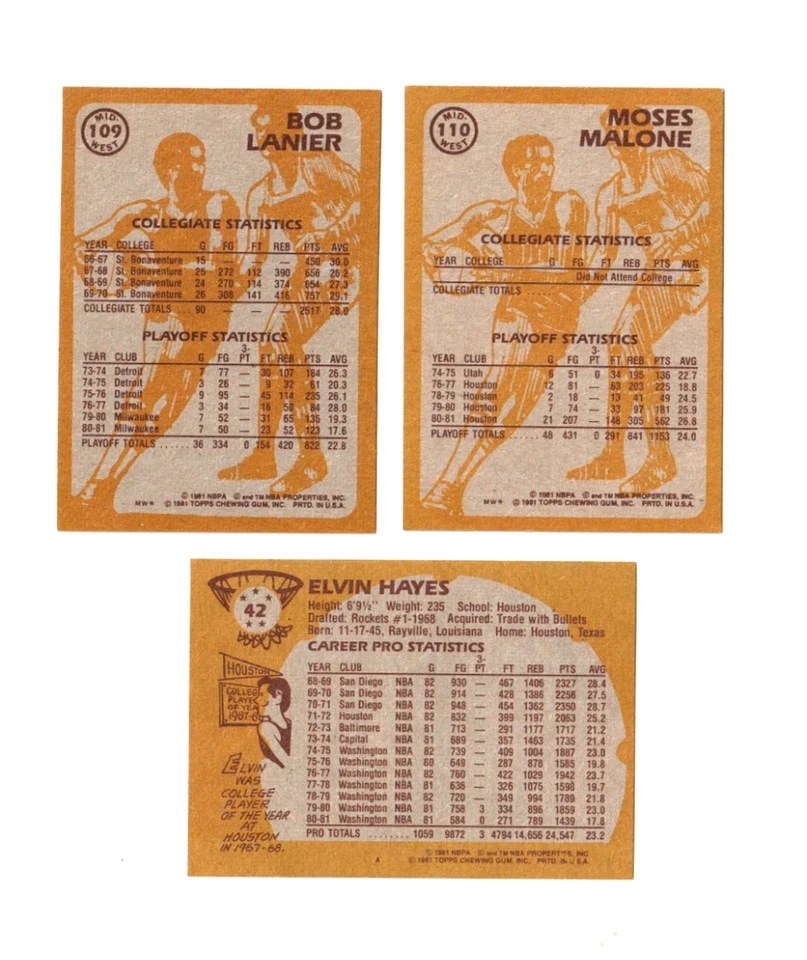 MID-
109
WEST
BOB
LANIER
COLLEGIATE STATISTICS
YEAR COLLEGE G FG FT REB PTS AVG
66-67 St. Bonaventure 15 — — — 450 30.0
67-68 St. Bonaventure 25 272 112 390 656 26.2
68-69 St. Bonaventure 24 270 114 374 654 27.3
69-70 St. Bonaventure 26 308 141 416 757 29.1
COLLEGIATE TOTALS . . . 90 — — — 2517 28.0
PLAYOFF STATISTICS
3-
YEAR CLUB G FG PT FT REB PTS AVG
73-74 Detroit 7 77 — 30 107 184 26.3
74-75 Detroit 3 26 — 9 32 61 20.3
75-76 Detroit 9 95 — 45 114 235 26.1
76-77 Detroit 3 34 — 16 50 84 28.0
79-80 Milwaukee 7 52 — 31 65 135 19.3
80-81 Milwaukee 7 50 — 23 52 123 17.6
PLAYOFF TOTALS ...... 36 334 0 154 420 822 22.8
© 1981 NBPA © and TM NBA PROPERTIES, INC.
MW* © 1981 TOPPS CHEWING GUM, INC. PRTD. IN U.S.A.
MID-
110
WEST
MOSES
MALONE
COLLEGIATE STATISTICS
YEAR COLLEGE G FG FT REB PTS AVG
Did Not Attend College
COLLEGIATE TOTALS . . .
PLAYOFF STATISTICS
3-
YEAR CLUB G FG PT FT REB PTS AVG
74-75 Utah 6 51 0 34 195 136 22.7
76-77 Houston 12 81 — 63 203 225 18.8
78-79 Houston 2 18 — 13 41 49 24.5
79-80 Houston 7 74 — 33 97 181 25.9
80-81 Houston 21 207 — 148 305 562 26.8
PLAYOFF TOTALS ...... 48 431 0 291 841 1153 24.0
© 1981 NBPA © and TM NBA PROPERTIES, INC.
MW* © 1981 TOPPS CHEWING GUM, INC. PRTD. IN U.S.A.
42
ELVIN HAYES
Height: 6'9½" Weight: 235 School: Houston
Drafted: Rockets #1-1968 Acquired: Trade with Bullets
Born: 11-17-45, Rayville, Louisiana Home: Houston, Texas
CAREER PRO STATISTICS
3-
YEAR CLUB G FG PT FT REB PTS AVG
68-69 San Diego NBA 82 930 — 467 1406 2327 28.4
69-70 San Diego NBA 82 914 — 428 1386 2256 27.5
70-71 San Diego NBA 82 948 — 454 1362 2350 28.7
71-72 Houston NBA 82 832 — 399 1197 2063 25.2
72-73 Baltimore NBA 81 713 — 291 1177 1717 21.2
73-74 Capital NBA 81 689 — 357 1463 1735 21.4
74-75 Washington NBA 82 739 — 409 1004 1887 23.0
75-76 Washington NBA 80 649 — 287 878 1585 19.8
76-77 Washington NBA 82 760 — 422 1029 1942 23.7
77-78 Washington NBA 81 636 — 326 1075 1598 19.7
78-79 Washington NBA 82 720 — 349 994 1789 21.8
79-80 Washington NBA 81 758 3 334 896 1859 23.0
80-81 Washington NBA 81 584 0 271 789 1439 17.8
PRO TOTALS ........ 1059 9872 3 4794 14,656 24,547 23.2
HOUSTON
COLLEGE
PLAYER
OF YEAR
1967-68
ELVIN
WAS
COLLEGE
PLAYER
OF THE YEAR
AT
HOUSTON
IN 1967-68.
© 1981 NBPA © and TM NBA PROPERTIES, INC
A © 1981 TOPPS CHEWING GUM, INC. PRTD. IN U.S.A